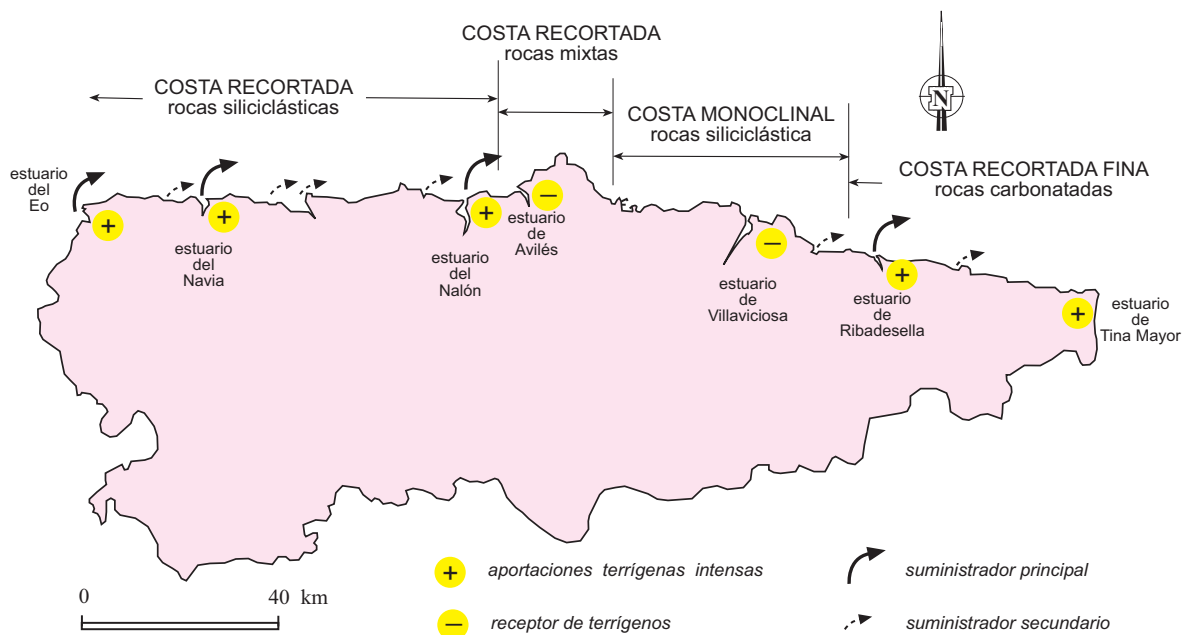 COSTA RECORTADA
rocas mixtas
COSTA RECORTADA
rocas siliciclásticas
COSTA MONOCLINAL
rocas siliciclástica
N
COSTA RECORTADA FINA
rocas carbonatadas
estuario
del
Eo
+
estuario
del
Navia
+
estuario
del
Nalón
+
estuario
de
Avilés
−
estuario
de
Villaviciosa
−
estuario
de
Ribadesella
+
estuario
de
Tina Mayor
+
+ aportaciones terrígenas intensas
suministrador principal
− receptor de terrígenos
suministrador secundario
0 40 km